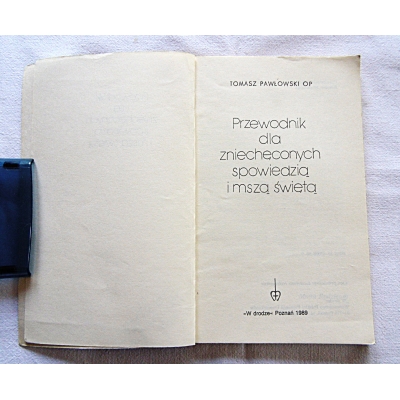 TOMASZ PAWŁOWSKI OP
Przewodnik
dla
zniechęconych
spowiedzią
i mszą świętą
»W drodze« Poznań 1989